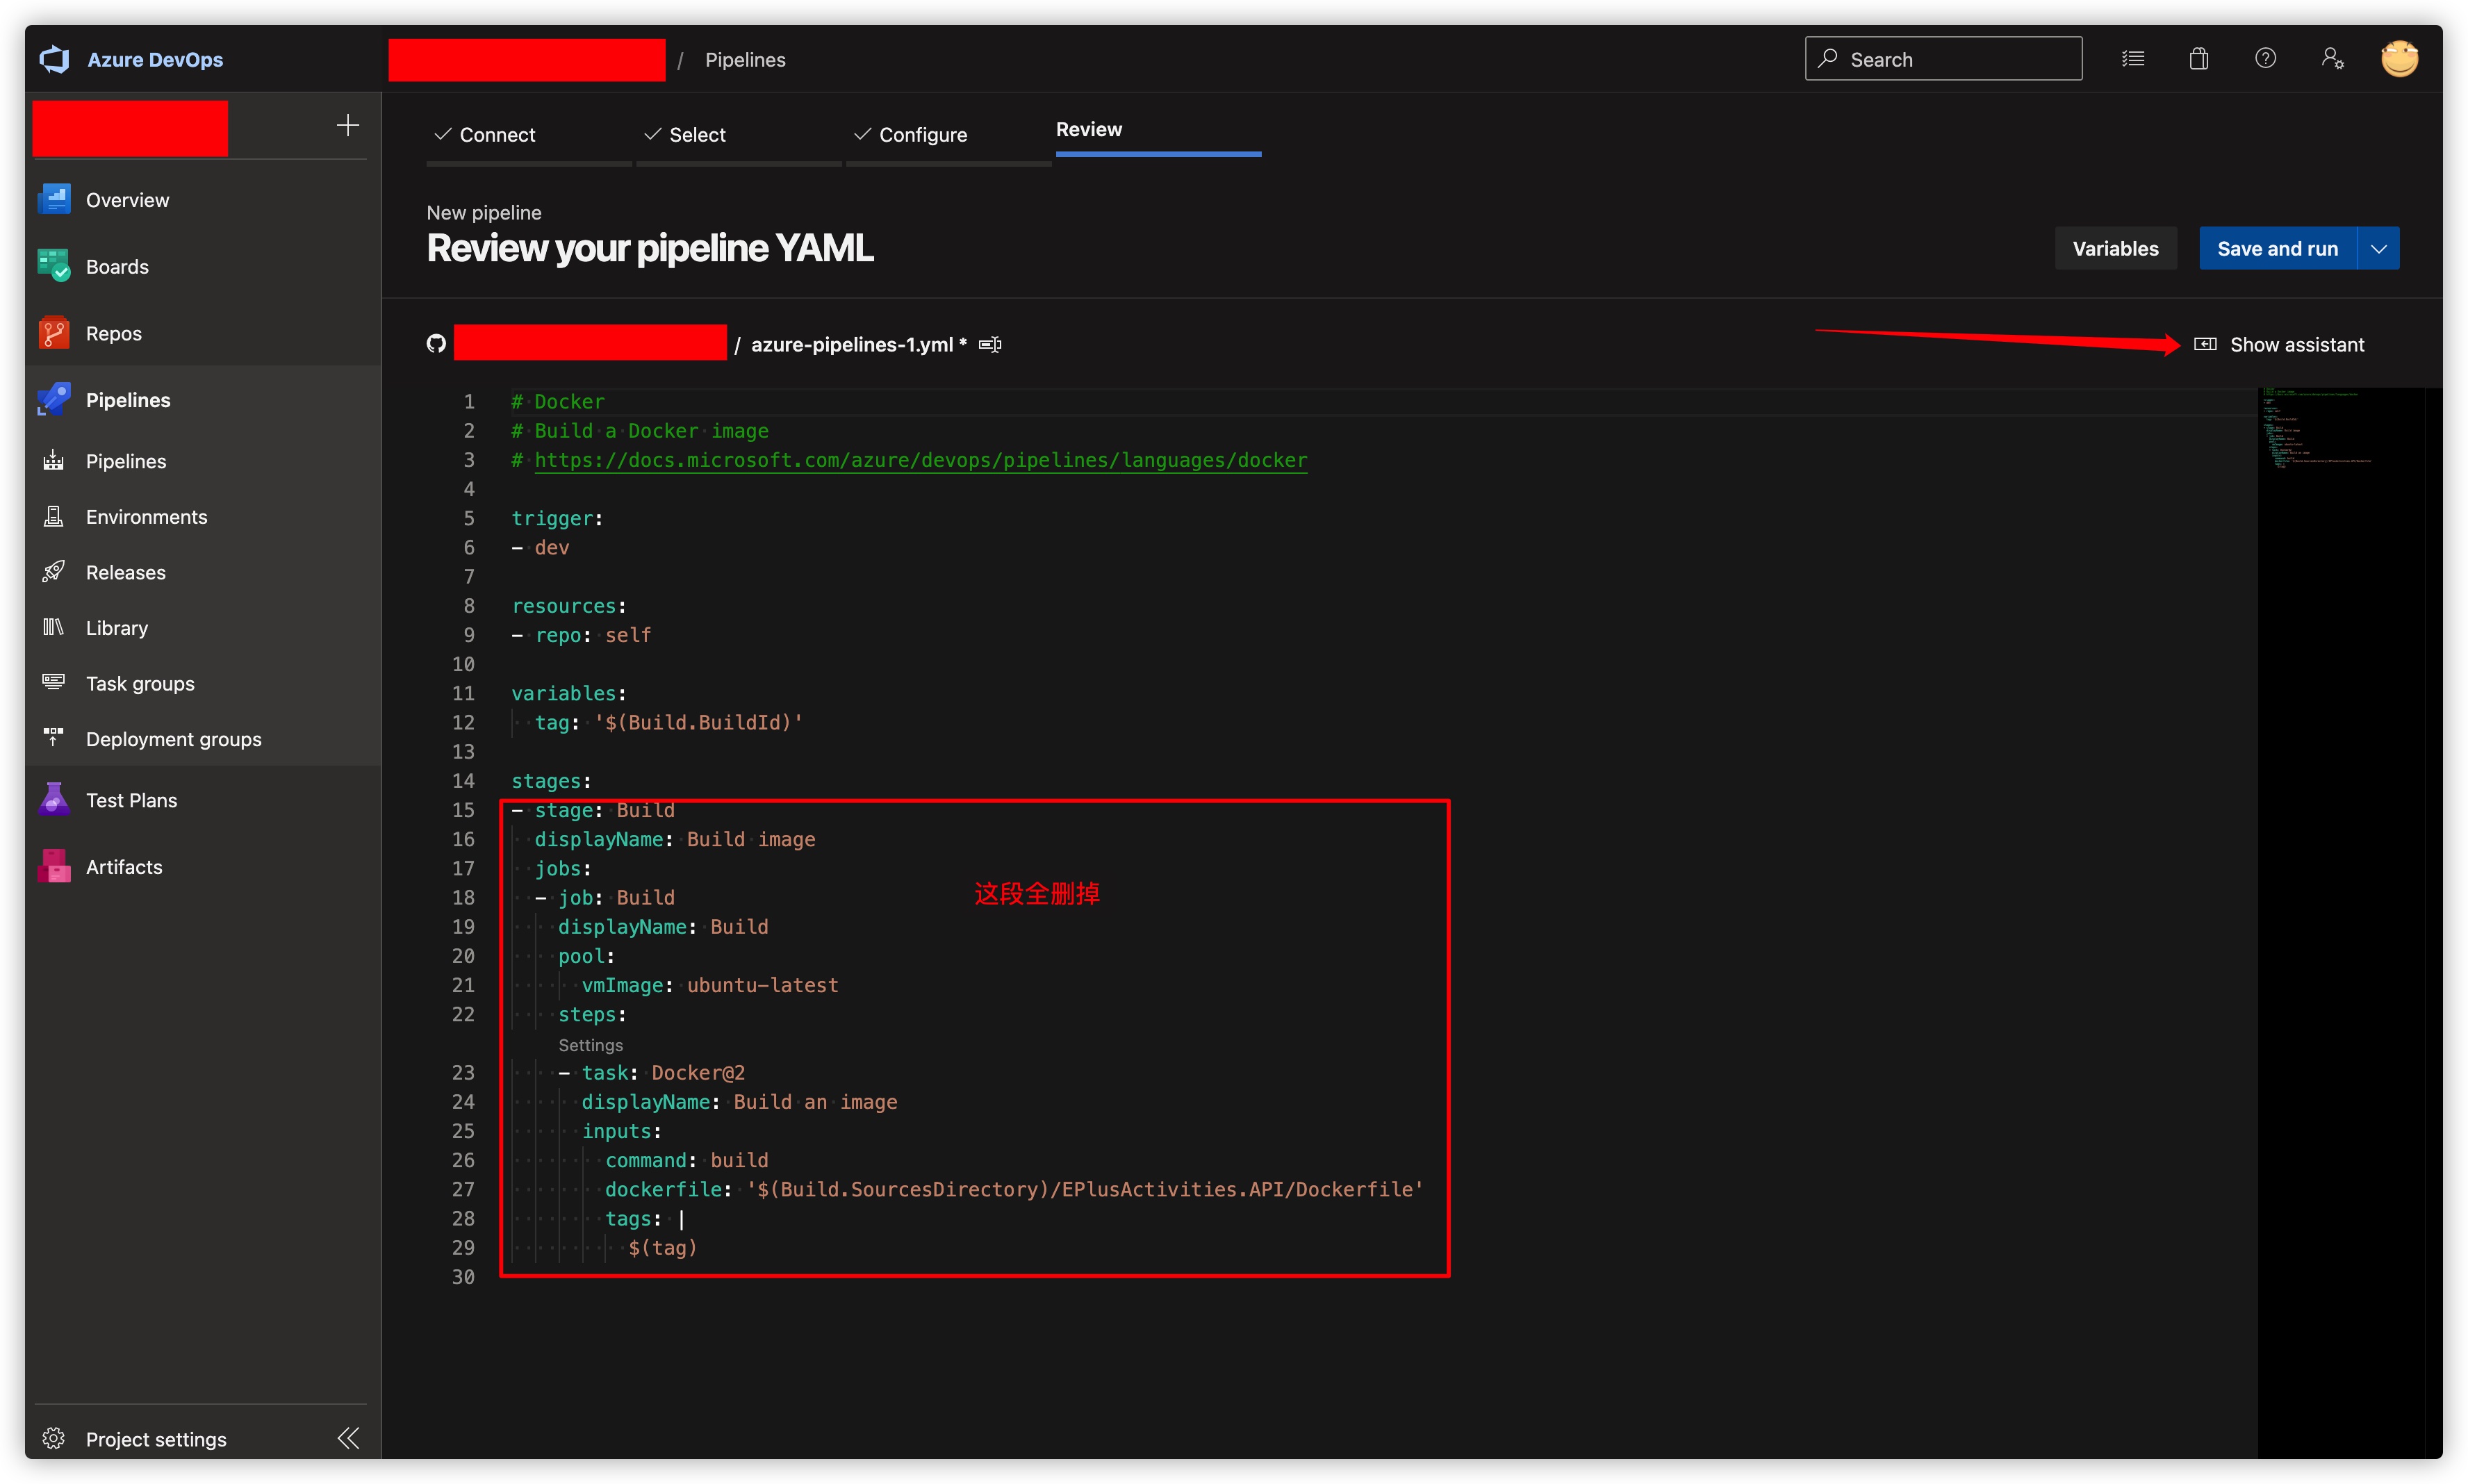 Azure DevOps
/ Pipelines
Search
Connect
Select
Configure
Review
New pipeline
Review your pipeline YAML
Variables
Save and run
/ azure-pipelines-1.yml *
Show assistant
Overview
Boards
Repos
Pipelines
Pipelines
Environments
Releases
Library
Task groups
Deployment groups
Test Plans
Artifacts
Project settings
1 # Docker
2 # Build a Docker image
3 # https://docs.microsoft.com/azure/devops/pipelines/languages/docker
4
5 trigger:
6 - dev
7
8 resources:
9 - repo: self
10
11 variables:
12   tag: '$(Build.BuildId)'
13
14 stages:
15 - stage: Build
16   displayName: Build image
17   jobs:
18   - job: Build
这段全删掉
19     displayName: Build
20     pool:
21       vmImage: ubuntu-latest
22     steps:
Settings
23     - task: Docker@2
24       displayName: Build an image
25       inputs:
26         command: build
27         dockerfile: '$(Build.SourcesDirectory)/EPlusActivities.API/Dockerfile'
28         tags: |
29           $(tag)
30